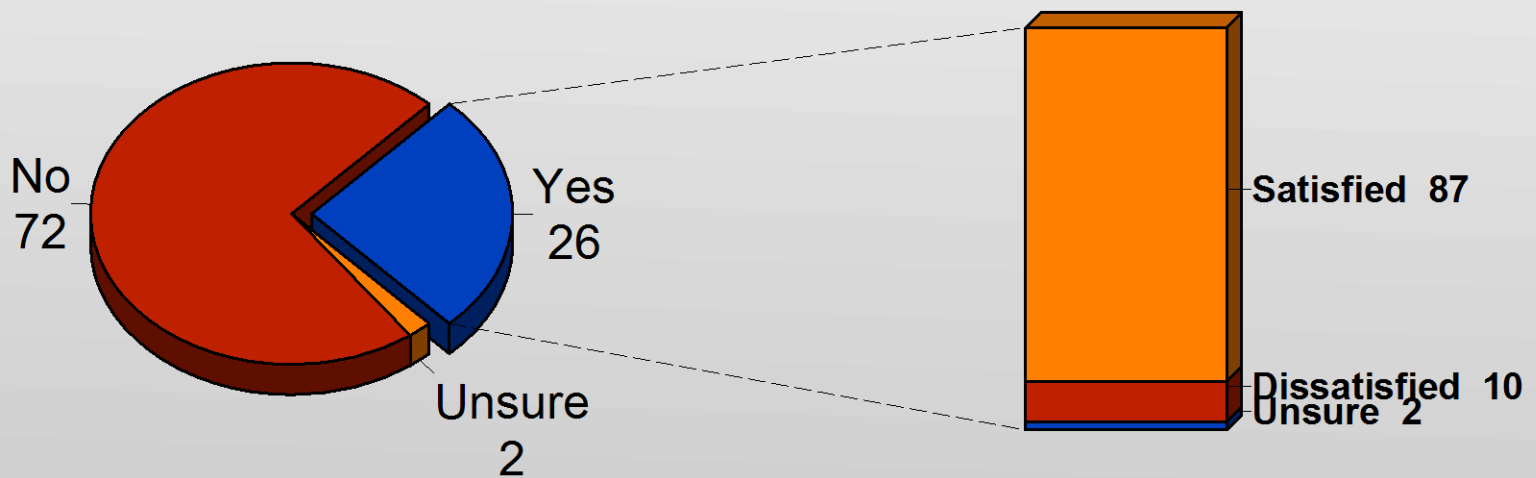 No
72
Yes
26
Unsure
2
Satisfied 87
Dissatisfied 10
Unsure 2